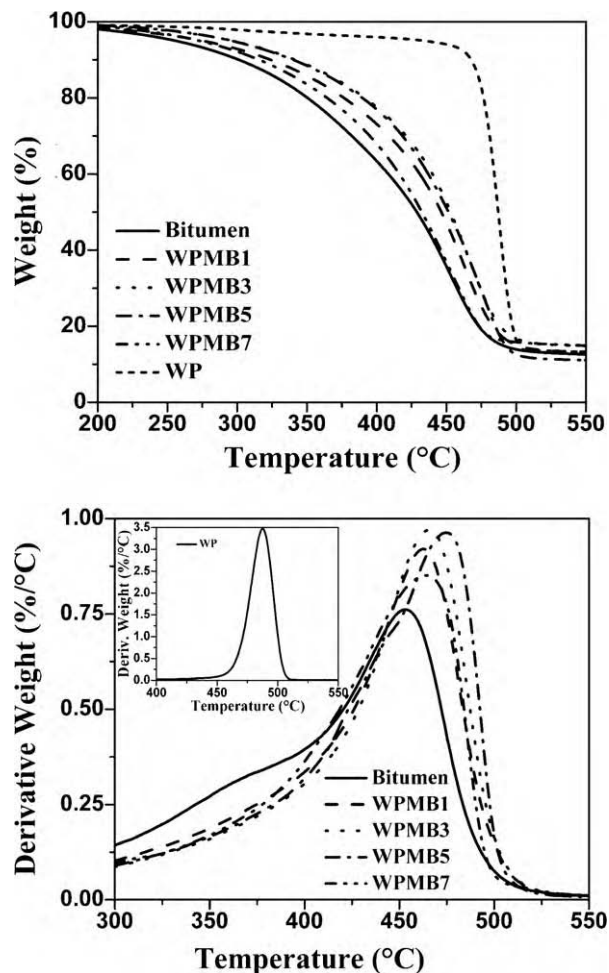 100
80
60
40
20
0
Weight (%)
Bitumen
WPMB1
WPMB3
WPMB5
WPMB7
WP
200 250 300 350 400 450 500 550
Temperature (°C)
1.00
0.75
0.50
0.25
0.00
Derivative Weight (%/°C)
3.5
3.0
2.5
2.0
1.5
1.0
0.5
0.0
Deriv. Weight (%/°C)
WP
400 450 500 550
Temperature (°C)
Bitumen
WPMB1
WPMB3
WPMB5
WPMB7
300 350 400 450 500 550
Temperature (°C)